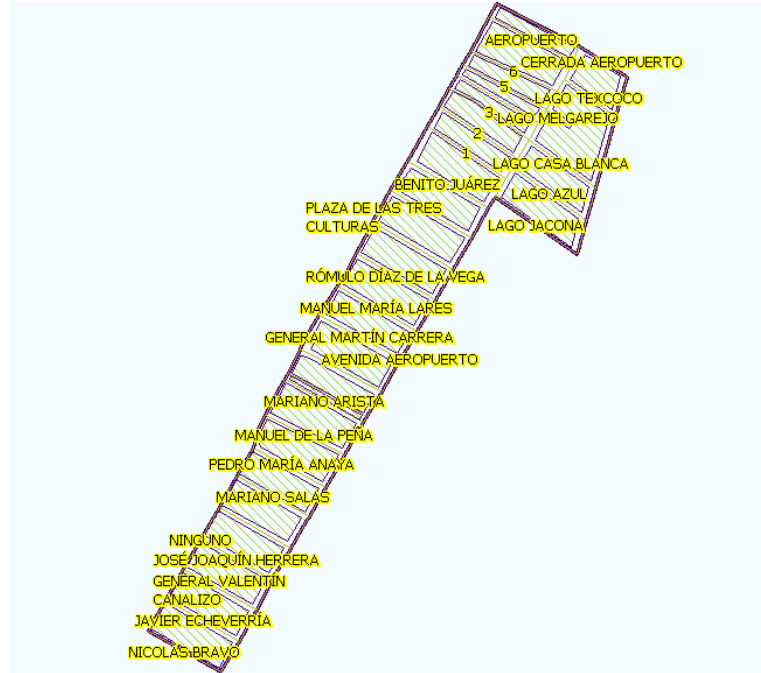 AEROPUERTO
CERRADA AEROPUERTO
6
5
LAGO TEXCOCO
3
LAGO MELGAREJO
2
1
LAGO CASA BLANCA
BENITO JUÁREZ
LAGO AZUL
PLAZA DE LAS TRES
CULTURAS
LAGO JACONA
RÓMULO DÍAZ DE LA VEGA
MANUEL MARÍA LARES
GENERAL MARTÍN CARRERA
AVENIDA AEROPUERTO
MARIANO ARISTA
MANUEL DE LA PEÑA
PEDRO MARÍA ANAYA
MARIANO SALAS
NINGUNO
JOSÉ JOAQUÍN HERRERA
GENERAL VALENTÍN
CANALIZO
JAVIER ECHEVERRÍA
NICOLÁS BRAVO